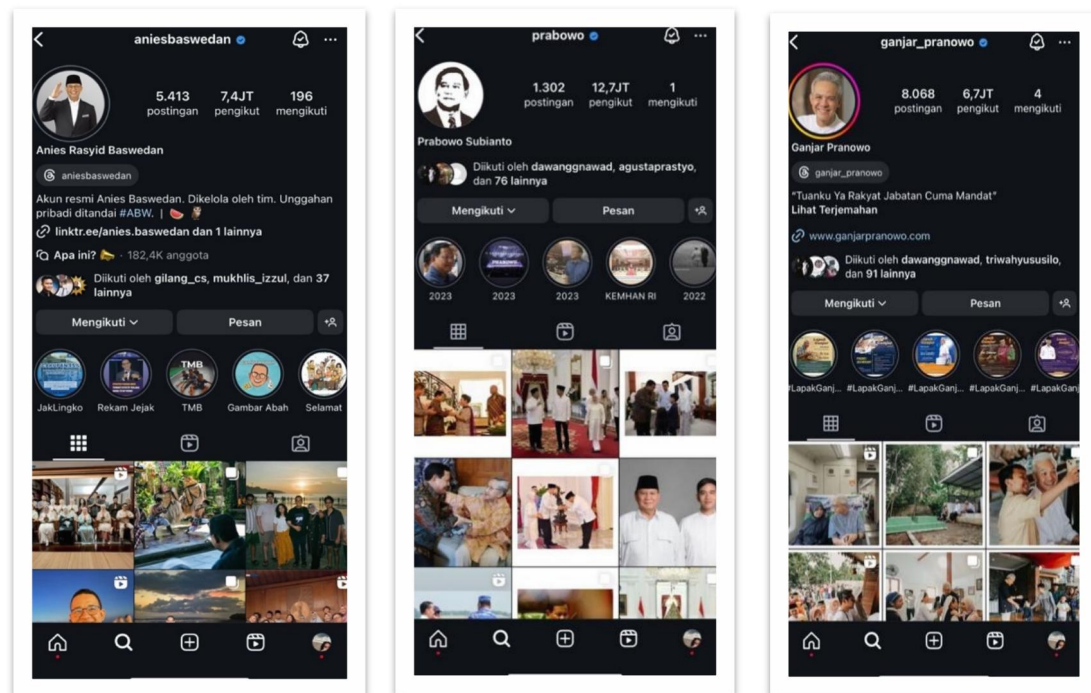 aniesbaswedan
5.413 7,4JT 196
postingan pengikut mengikuti
Anies Rasyid Baswedan
aniesbaswedan
Akun resmi Anies Baswedan. Dikelola oleh tim. Unggahan
pribadi ditandai #ABW. |
linktr.ee/anies.baswedan dan 1 lainnya
Apa ini? · 182,4K anggota
Diikuti oleh gilang_cs, mukhlis_izzul, dan 37
lainnya
Mengikuti Pesan
TMB
JakLingko Rekam Jejak TMB Gambar Abah Selamat
prabowo
1.302 12,7JT 1
postingan pengikut mengikuti
Prabowo Subianto
Diikuti oleh dawanggnawad, agustaprastyo,
dan 76 lainnya
Mengikuti Pesan
PRABOWO
2023 2023 2023 KEMHAN RI 2022
ganjar_pranowo
8.068 6,7JT 4
postingan pengikut mengikuti
Ganjar Pranowo
ganjar_pranowo
"Tuanku Ya Rakyat Jabatan Cuma Mandat"
Lihat Terjemahan
www.ganjarpranowo.com
Diikuti oleh dawanggnawad, triwahyususilo,
dan 91 lainnya
Mengikuti Pesan
#LapakGanj... #LapakGanj... #LapakGanj... #LapakGanj... #LapakGanj